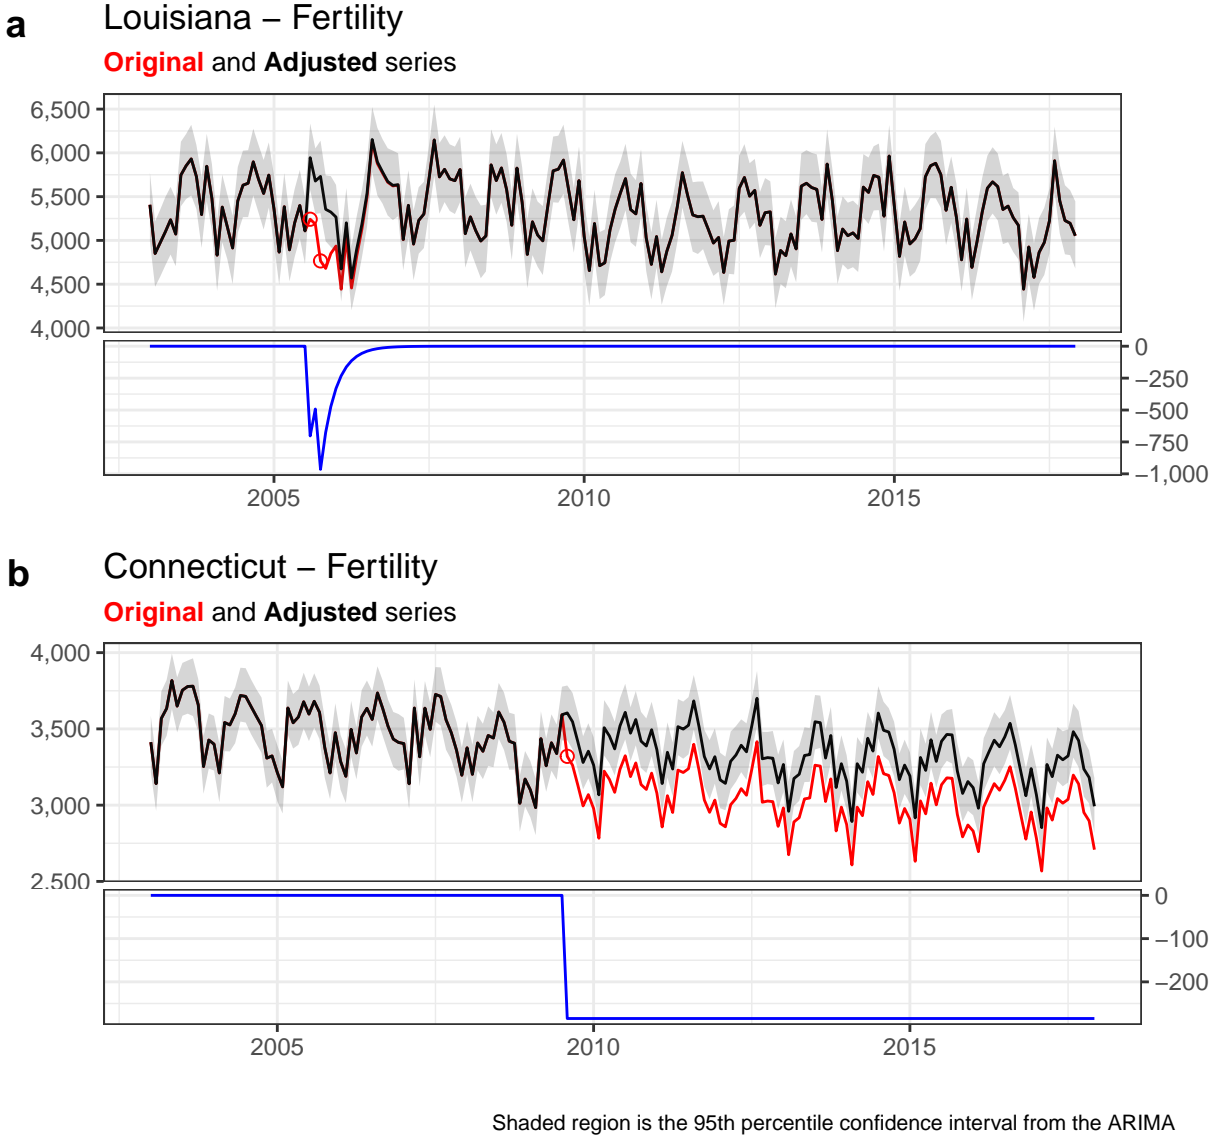 a
Louisiana – Fertility
Original and Adjusted series
6,500
6,000
5,500
5,000
4,500
4,000
0
−250
−500
−750
−1,000
2005 2010 2015
b
Connecticut – Fertility
Original and Adjusted series
4,000
3,500
3,000
2,500
0
−100
−200
2005 2010 2015
Shaded region is the 95th percentile confidence interval from the ARIMA